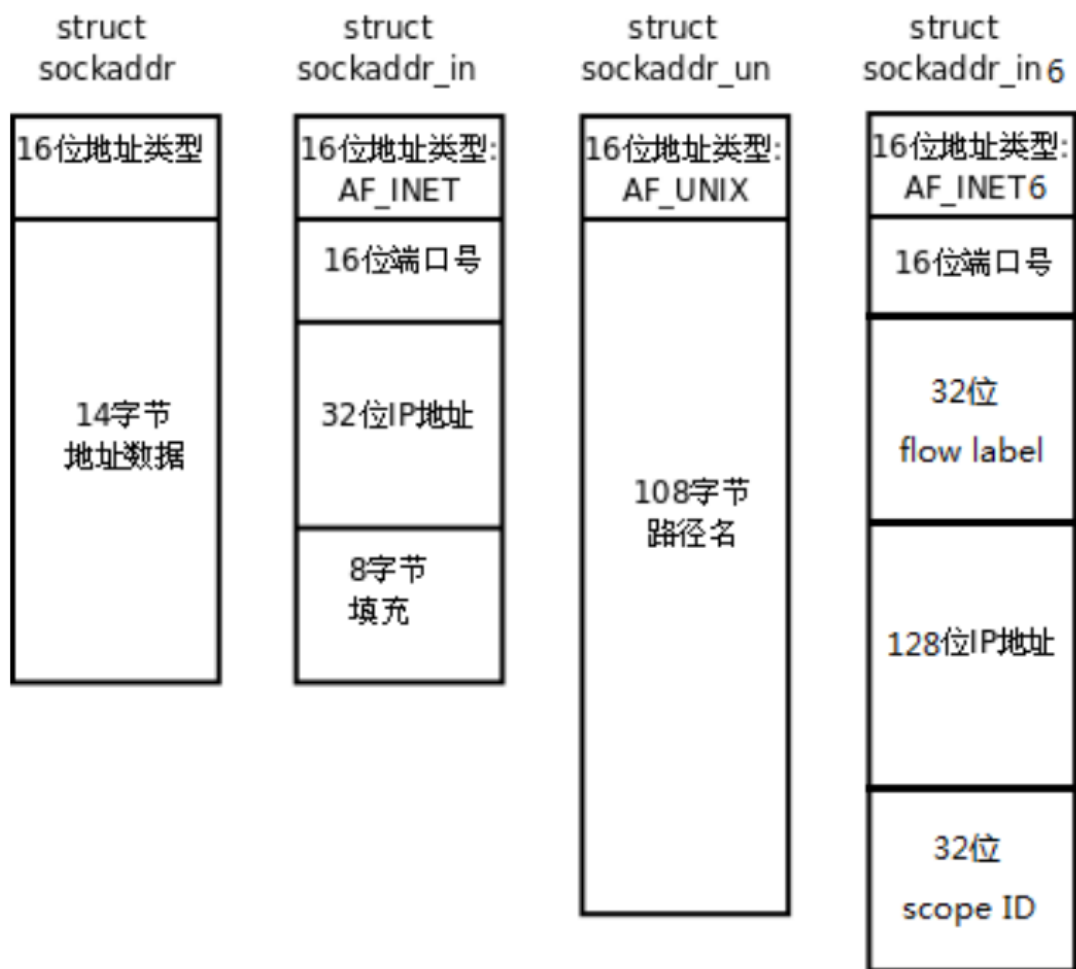 struct
sockaddr
16位地址类型
14字节
地址数据
struct
sockaddr_in
16位地址类型:
AF_INET
16位端口号
32位IP地址
8字节
填充
struct
sockaddr_un
16位地址类型:
AF_UNIX
108字节
路径名
struct
sockaddr_in6
16位地址类型:
AF_INET6
16位端口号
32位
flow label
128位IP地址
32位
scope ID